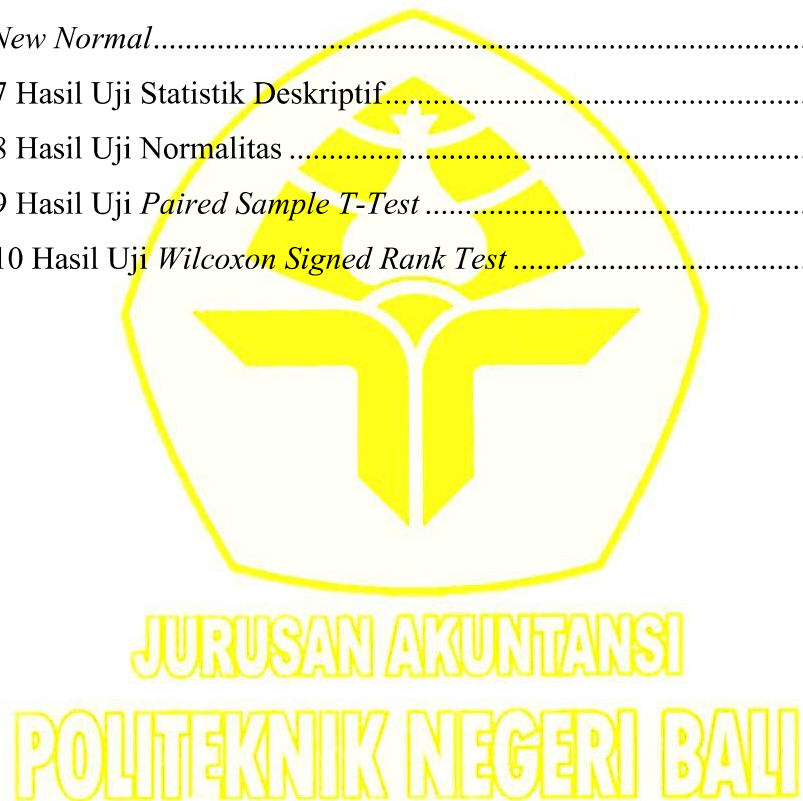 New Normal........................................................................................
7 Hasil Uji Statistik Deskriptif....................................................
8 Hasil Uji Normalitas ................................................................
9 Hasil Uji Paired Sample T-Test ...............................................
10 Hasil Uji Wilcoxon Signed Rank Test ....................................
JURUSAN AKUNTANSI
POLITEKNIK NEGERI BALI